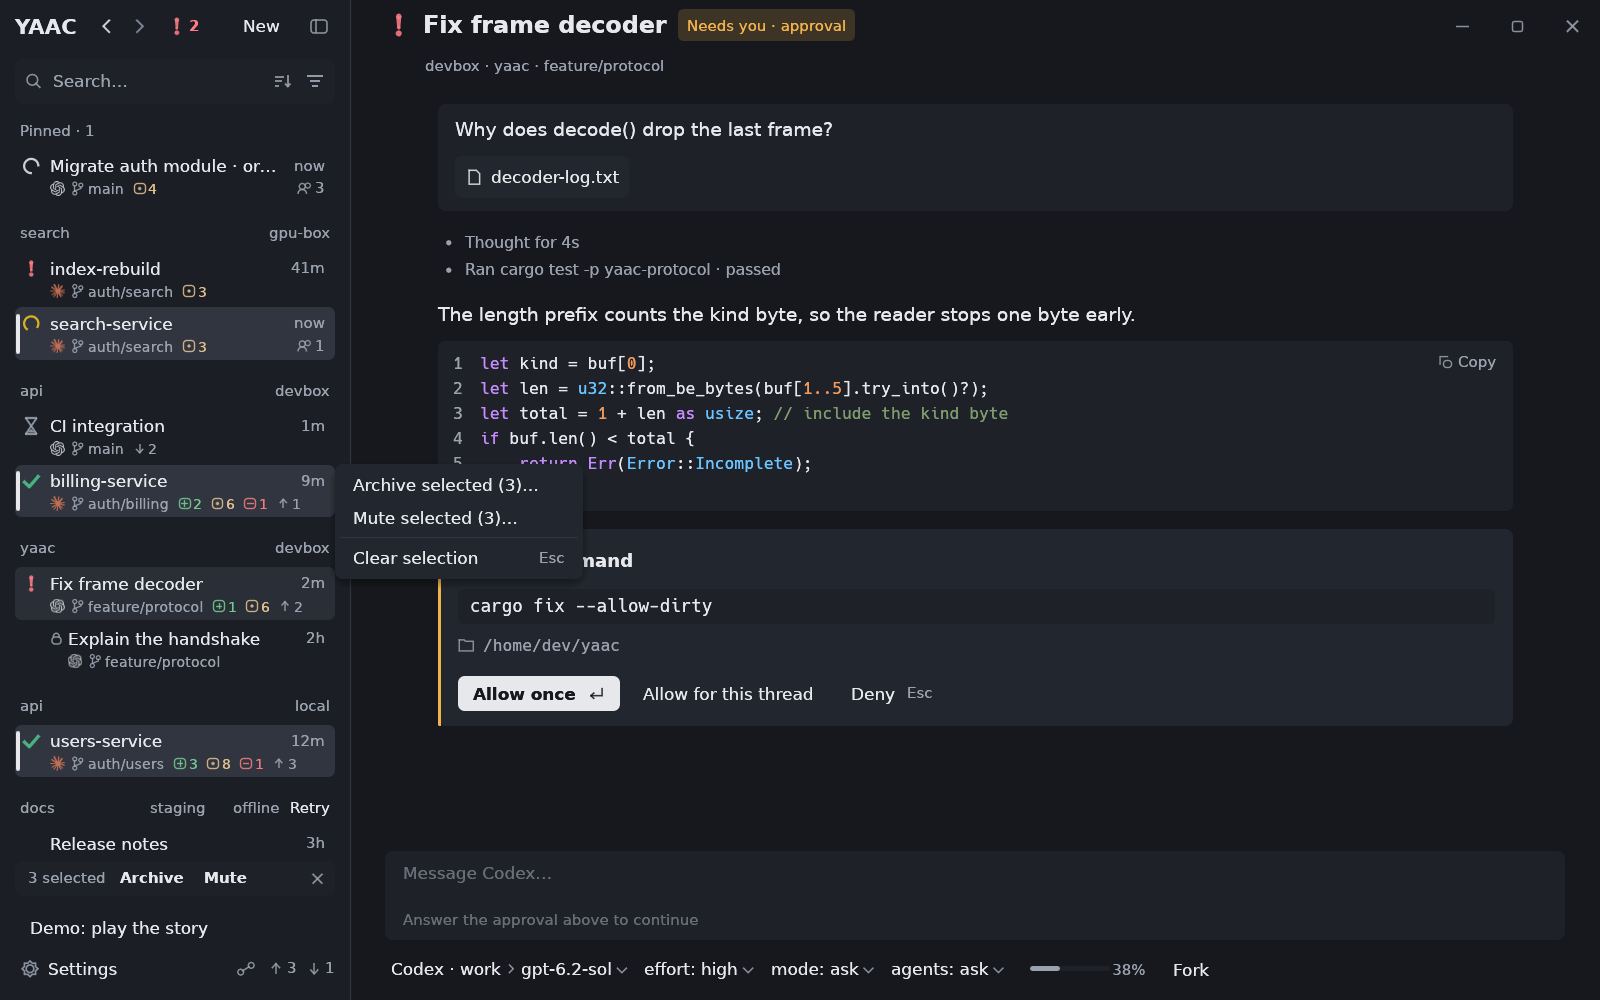 YAAC 2 New
Search...
Pinned · 1
Migrate auth module · or... now
main 4 3
search gpu-box
index-rebuild 41m
auth/search 3
search-service now
auth/search 3 1
api devbox
CI integration 1m
main ↓2
billing-service 9m
auth/billing 2 6 1 ↑1
yaac devbox
Fix frame decoder 2m
feature/protocol 1 6 ↑2
Explain the handshake 2h
feature/protocol
api local
users-service 12m
auth/users 3 8 1 ↑3
docs staging offline Retry
Release notes 3h
3 selected Archive Mute
Demo: play the story
Settings ↑3 ↓1
Fix frame decoder Needs you · approval
devbox · yaac · feature/protocol
Why does decode() drop the last frame?
decoder-log.txt
• Thought for 4s
• Ran cargo test -p yaac-protocol · passed
The length prefix counts the kind byte, so the reader stops one byte early.
Copy
1 let kind = buf[0];
2 let len = u32::from_be_bytes(buf[1..5].try_into()?);
3 let total = 1 + len as usize; // include the kind byte
4 if buf.len() < total {
5 return Err(Error::Incomplete);
Archive selected (3)...
Mute selected (3)...
Clear selection Esc
cargo fix --allow-dirty
/home/dev/yaac
Allow once Allow for this thread Deny Esc
Message Codex...
Answer the approval above to continue
Codex · work gpt-6.2-sol effort: high mode: ask agents: ask 38% Fork